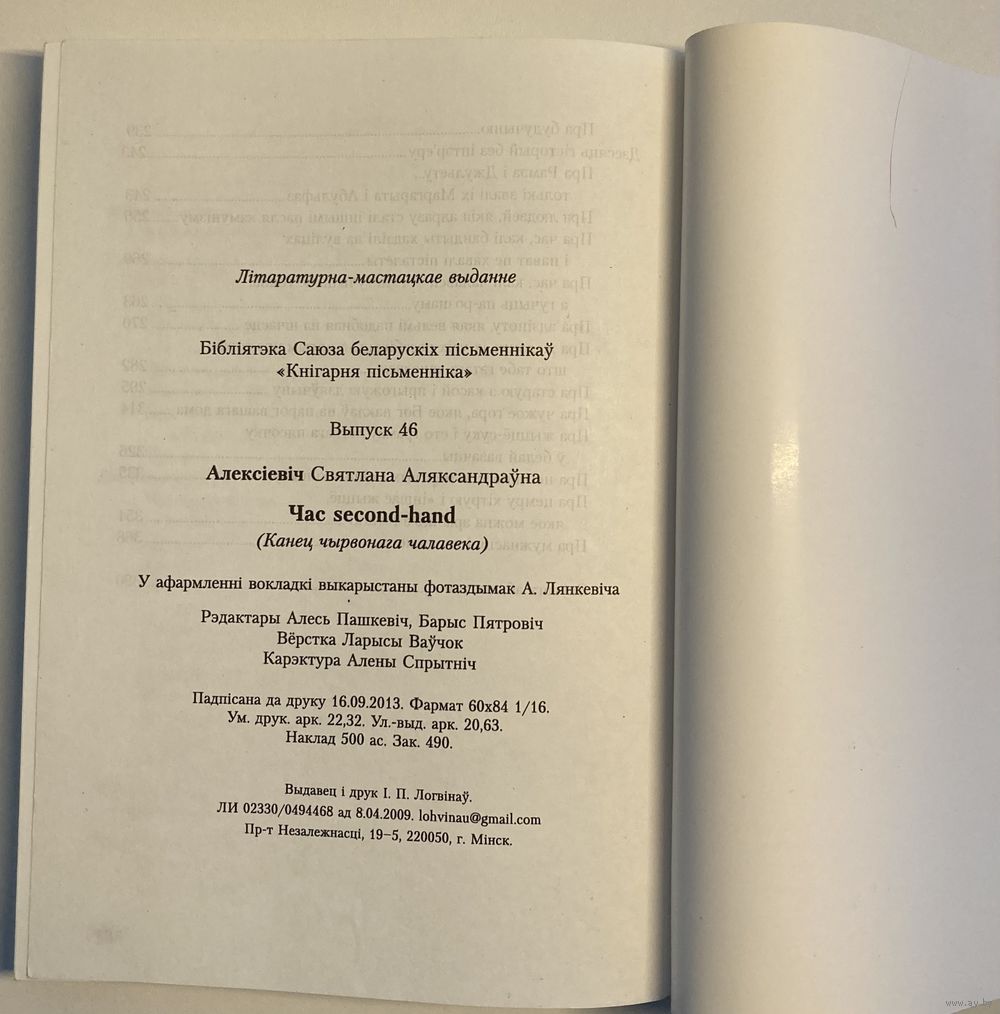 Літаратурна-мастацкае выданне
Бібліятэка Саюза беларускіх пісьменнікаў
«Кнігарня пісьменніка»
Выпуск 46
Алексіевіч Святлана Аляксандраўна
Час second-hand
(Канец чырвонага чалавека)
У афармленні вокладкі выкарыстаны фотаздымак А. Лянкевіча
Рэдактары Алесь Пашкевіч, Барыс Пятровіч
Вёрстка Ларысы Ваўчок
Карэктура Алены Спрытніч
Падпісана да друку 16.09.2013. Фармат 60х84 1/16.
Ум. друк. арк. 22,32. Ул.-выд. арк. 20,63.
Наклад 500 ас. Зак. 490.
Выдавец і друк І. П. Логвінаў.
ЛИ 02330/0494468 ад 8.04.2009. lohvinau@gmail.com
Пр-т Незалежнасці, 19–5, 220050, г. Мінск.